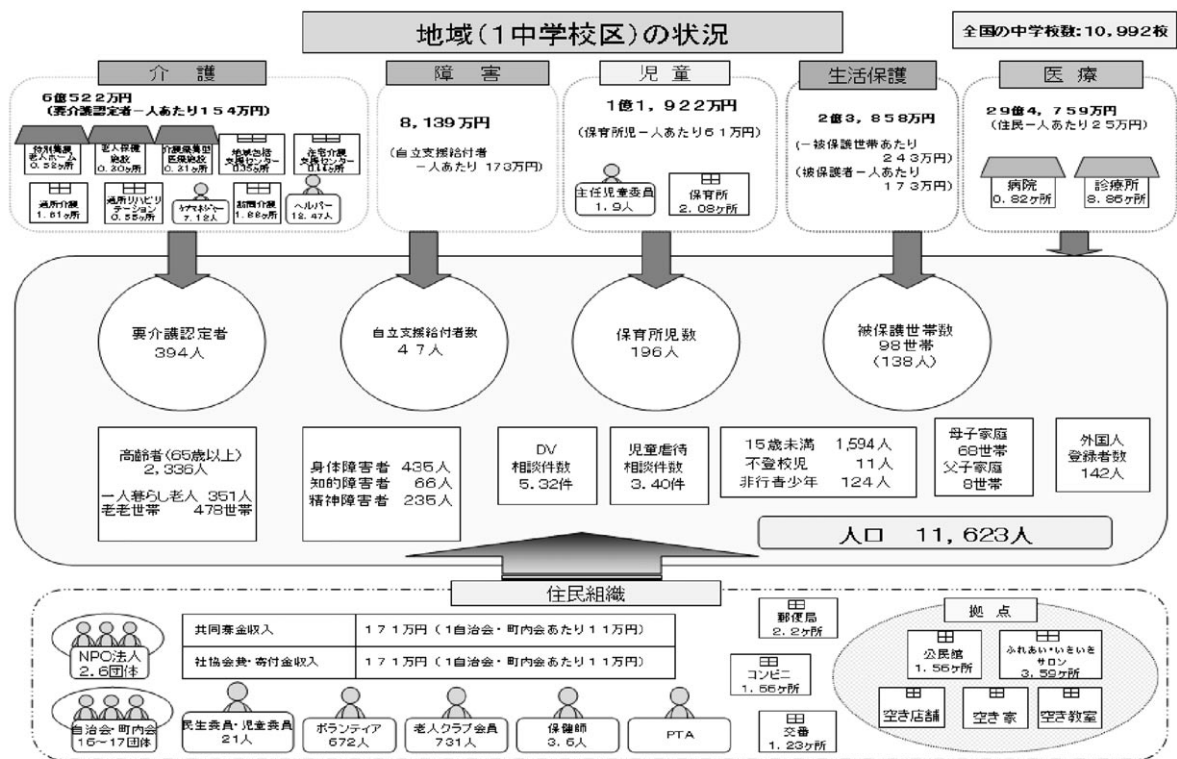 地域(1中学校区)の状況
全国の中学校数:10,992校
介 護
6億522万円
(要介護認定者一人あたり154万円)
特別養護
老人ホーム
0.52ヶ所
老人保健
施設
0.30ヶ所
介護療養型
医療施設
0.31ヶ所
地域包括
支援センター
0.35ヶ所
在宅介護
支援センター
0.44ヶ所
通所介護
1.61ヶ所
通所リハビリ
テーション
0.55ヶ所
ケアマネジャー
7.12人
訪問介護
1.88ヶ所
ヘルパー
12.47人
障 害
8,139万円
(自立支援給付者
一人あたり 173万円)
児 童
1億1,922万円
(保育所児一人あたり61万円)
主任児童委員
1.9人
保育所
2.08ヶ所
生活保護
2億3,858万円
(一被保護世帯あたり
243万円)
(被保護者一人あたり
173万円)
医 療
29億4,759万円
(住民一人あたり25万円)
病院
0.82ヶ所
診療所
8.86ヶ所
要介護認定者
394人
自立支援給付者数
47人
保育所児数
196人
被保護世帯数
98世帯
(138人)
高齢者(65歳以上)
2,336人
一人暮らし老人 351人
老老世帯 478世帯
身体障害者 435人
知的障害者 66人
精神障害者 235人
DV
相談件数
5.32件
児童虐待
相談件数
3.40件
15歳未満 1,594人
不登校児 11人
非行青少年 124人
母子家庭
68世帯
父子家庭
8世帯
外国人
登録者数
142人
人口 11,623人
住民組織
NPO法人
2.6団体
自治会・町内会
16~17団体
共同募金収入 171万円(1自治会・町内会あたり11万円)
社協会費・寄付金収入 171万円(1自治会・町内会あたり11万円)
民生委員・児童委員
21人
ボランティア
672人
老人クラブ会員
731人
保健師
3.6人
PTA
郵便局
2.2ヶ所
コンビニ
1.56ヶ所
交番
1.23ヶ所
拠 点
公民館
1.56ヶ所
ふれあい・いきいき
サロン
3.59ヶ所
空き店舗
空き家
空き教室